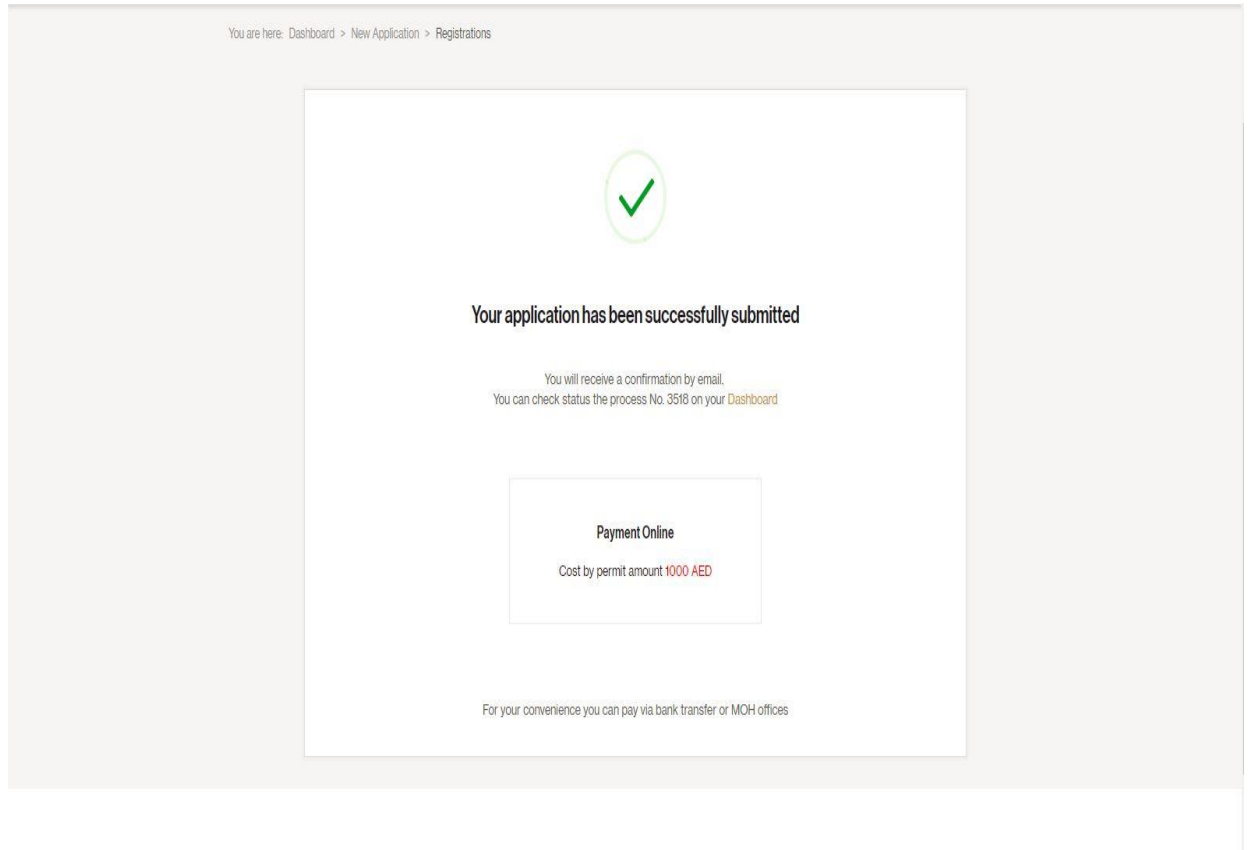 You are here: Dashboard > New Application > Registrations
Your application has been successfully submitted
You will receive a confirmation by email.
You can check status the process No. 3518 on your Dashboard
Payment Online
Cost by permit amount 1000 AED
For your convenience you can pay via bank transfer or MOH offices